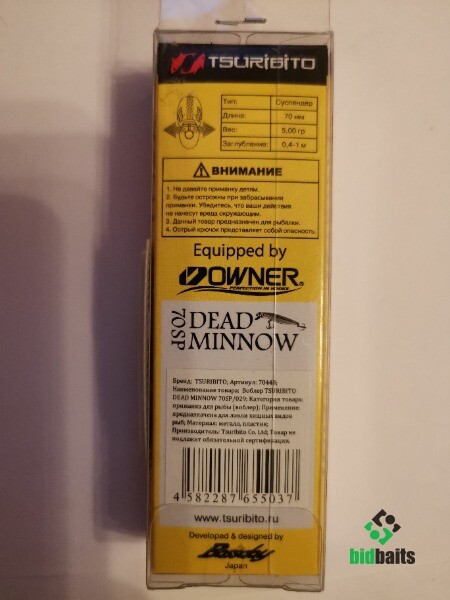 TSURIBITO
Тип: Суспендер
Длина: 70 мм
Вес: 5,00 гр
Заглубление: 0,4-1 м
ВНИМАНИЕ
1. Не давайте приманку детям.
2. Будьте осторожны при забрасывании
приманки. Убедитесь, что ваши действия
не нанесут вреда окружающим.
3. Данный товар предназначен для рыбалки.
4. Острый крючок представляет собой опасность.
Equipped by
OWNER
PERFECTION IN HOOKS
70SP
DEAD
MINNOW
Бренд: TSURIBITO; Артикул: 70443;
Наименование товара: Воблер TSURIBITO
DEAD MINNOW 70SP/029; Категория товара:
приманка для рыбы (воблер); Применение:
предназначена для ловли хищных видов
рыб; Материал: металл, пластик;
Производитель: Tsuribito Co. Ltd; Товар не
подлежит обязательной сертификации.
4 582287 655037
www.tsuribito.ru
Developed & designed by
Japan
bidbaits